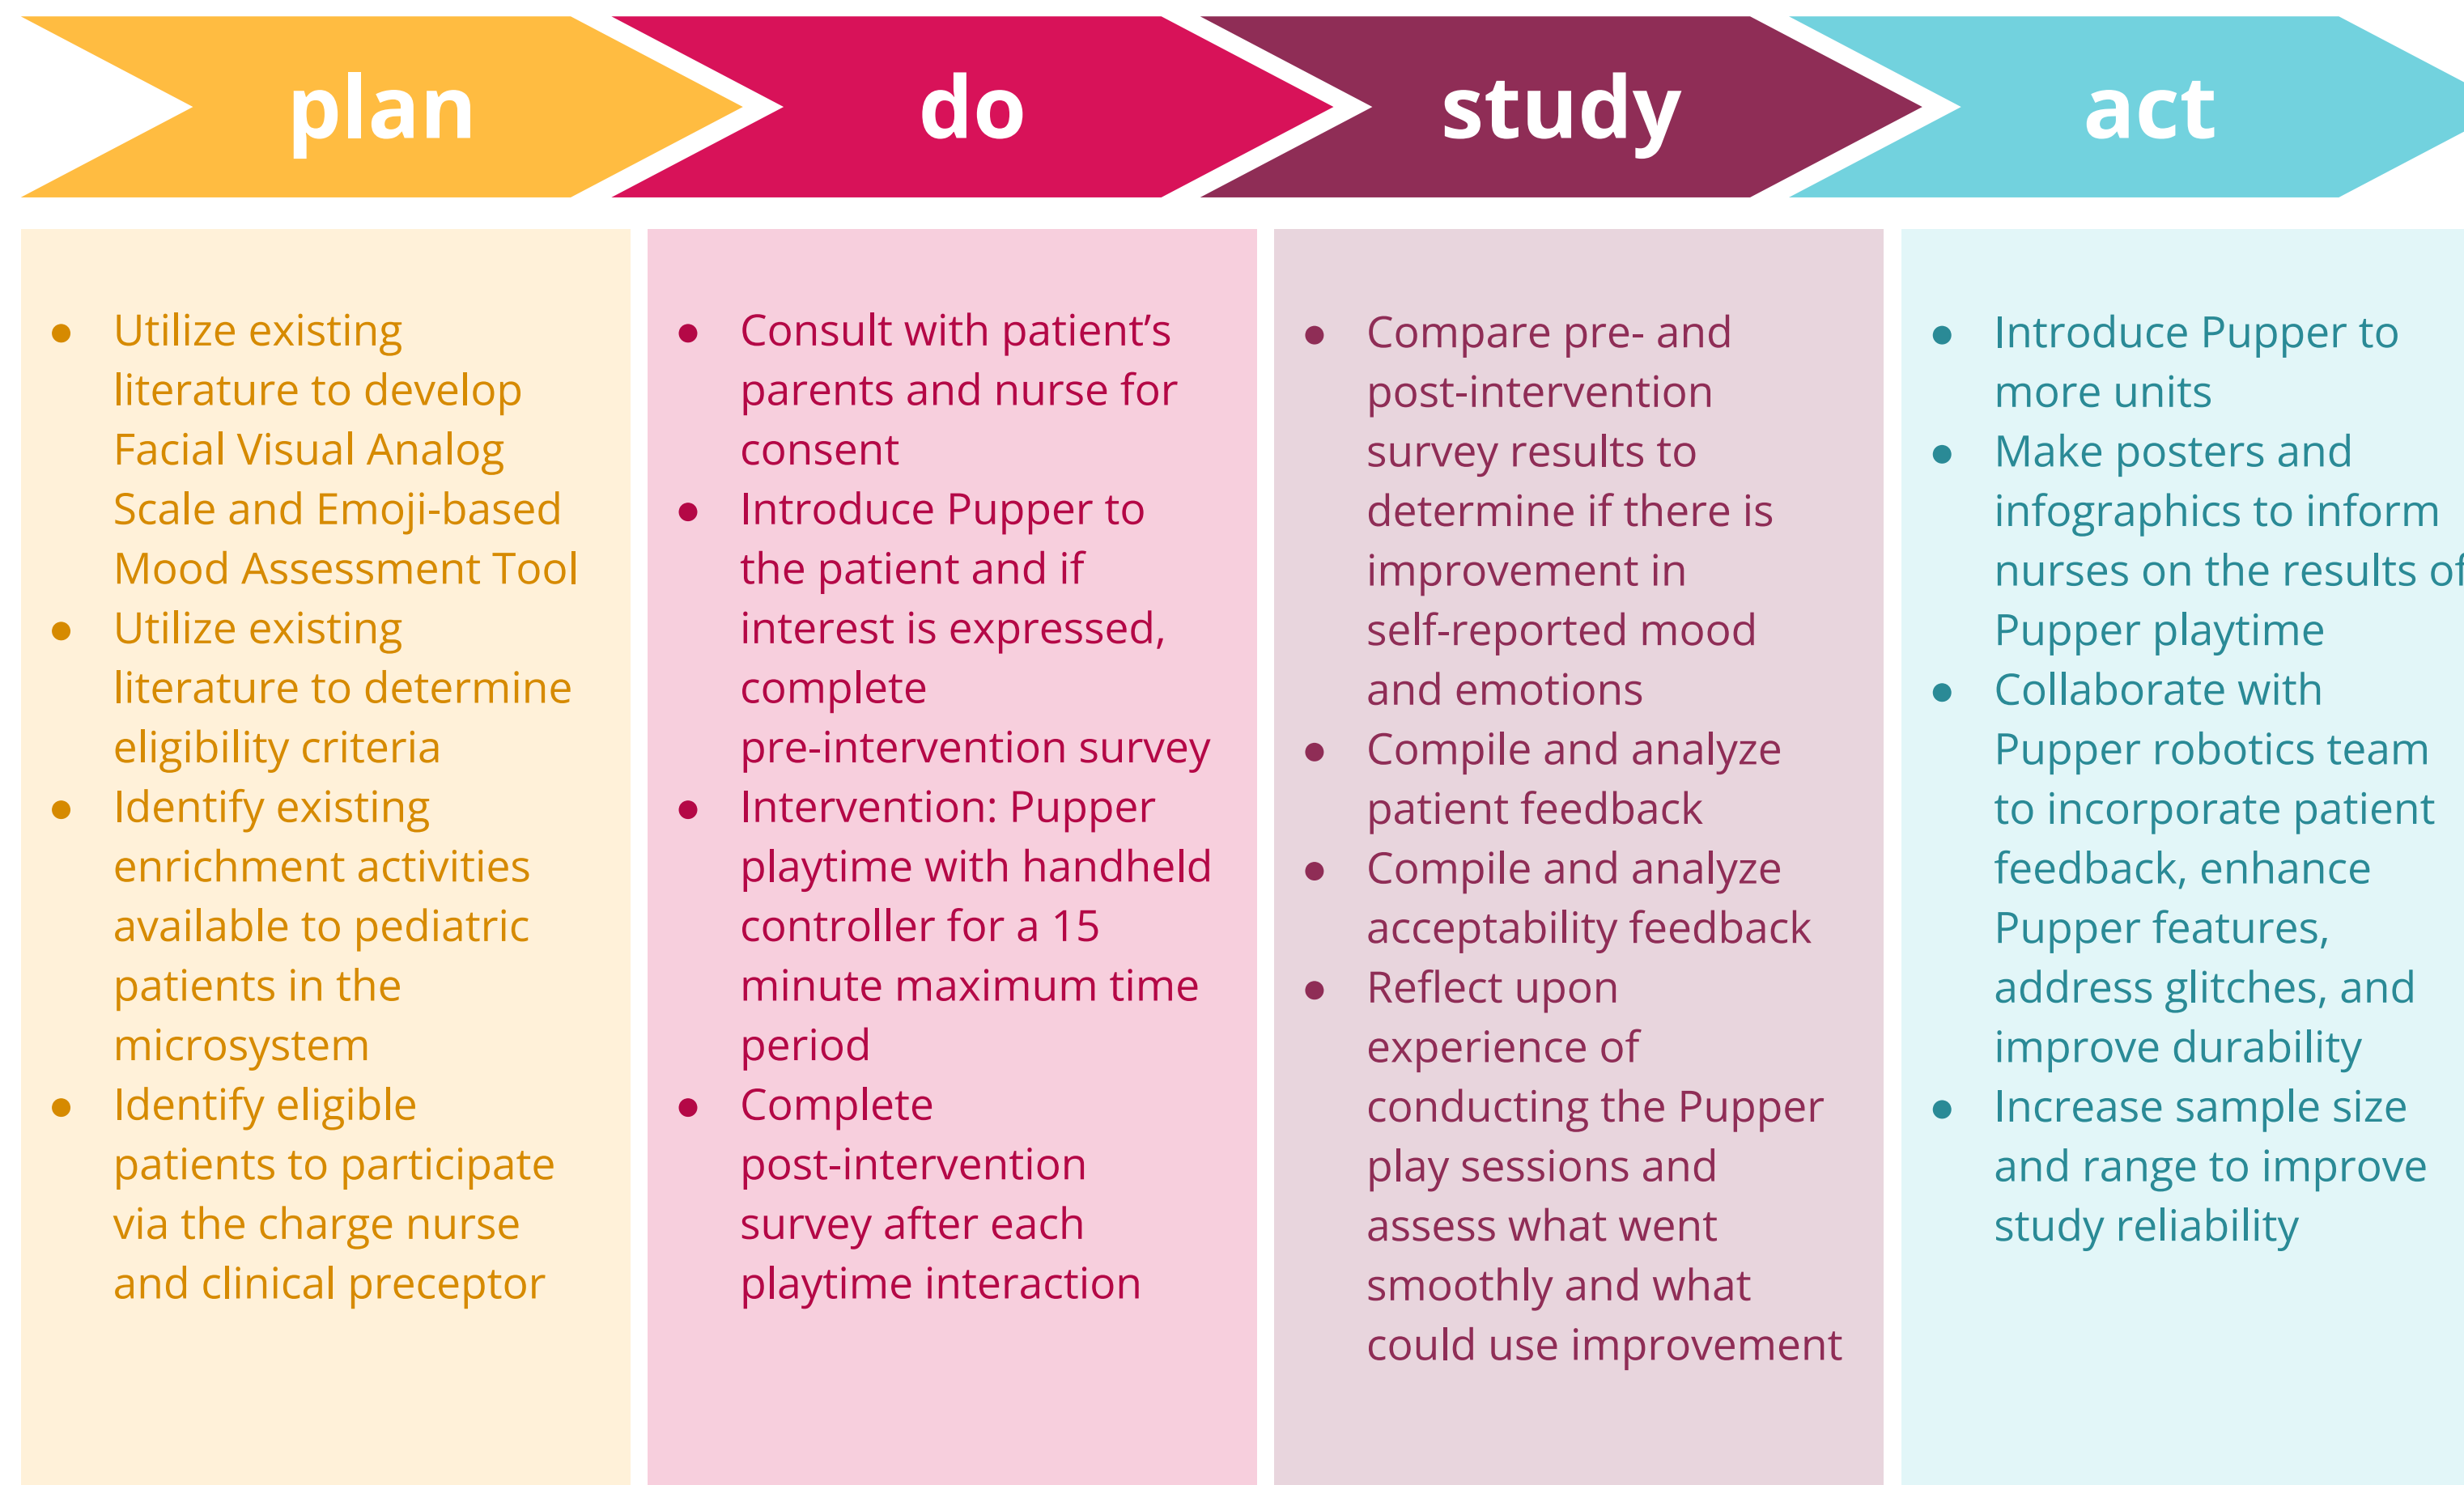 plan
do
study
act
● Utilize existing
literature to develop
Facial Visual Analog
Scale and Emoji-based
Mood Assessment Tool
● Utilize existing
literature to determine
eligibility criteria
● Identify existing
enrichment activities
available to pediatric
patients in the
microsystem
● Identify eligible
patients to participate
via the charge nurse
and clinical preceptor
● Consult with patient’s
parents and nurse for
consent
● Introduce Pupper to
the patient and if
interest is expressed,
complete
pre-intervention survey
● Intervention: Pupper
playtime with handheld
controller for a 15
minute maximum time
period
● Complete
post-intervention
survey after each
playtime interaction
● Compare pre- and
post-intervention
survey results to
determine if there is
improvement in
self-reported mood
and emotions
● Compile and analyze
patient feedback
● Compile and analyze
acceptability feedback
● Reflect upon
experience of
conducting the Pupper
play sessions and
assess what went
smoothly and what
could use improvement
● Introduce Pupper to
more units
● Make posters and
infographics to inform
nurses on the results of
Pupper playtime
● Collaborate with
Pupper robotics team
to incorporate patient
feedback, enhance
Pupper features,
address glitches, and
improve durability
● Increase sample size
and range to improve
study reliability